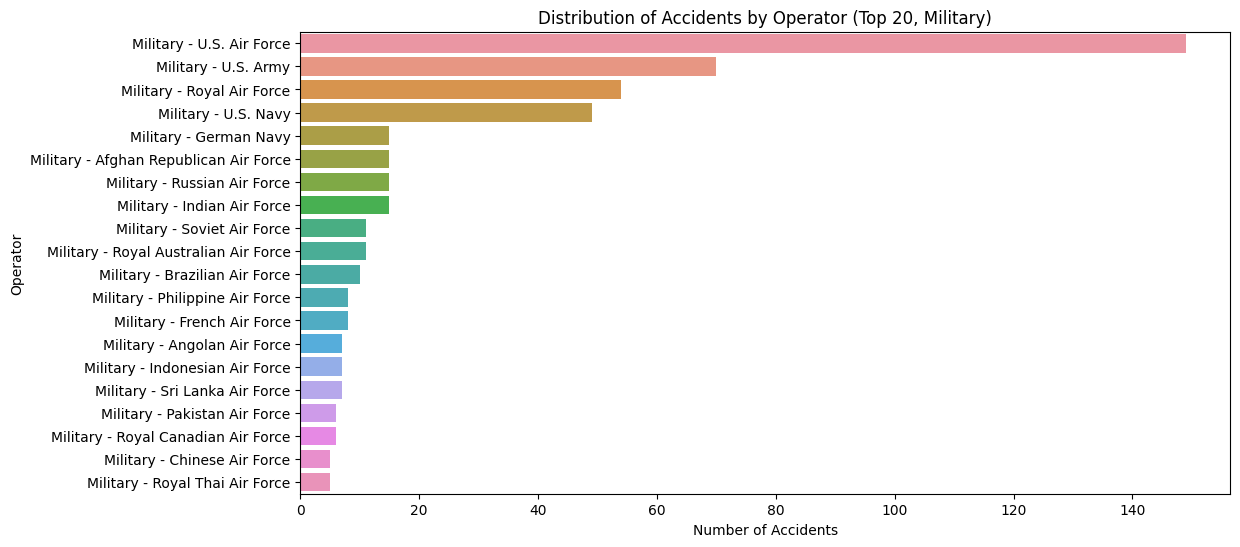 Distribution of Accidents by Operator (Top 20, Military)
Operator
Military - U.S. Air Force
Military - U.S. Army
Military - Royal Air Force
Military - U.S. Navy
Military - German Navy
Military - Afghan Republican Air Force
Military - Russian Air Force
Military - Indian Air Force
Military - Soviet Air Force
Military - Royal Australian Air Force
Military - Brazilian Air Force
Military - Philippine Air Force
Military - French Air Force
Military - Angolan Air Force
Military - Indonesian Air Force
Military - Sri Lanka Air Force
Military - Pakistan Air Force
Military - Royal Canadian Air Force
Military - Chinese Air Force
Military - Royal Thai Air Force
0 20 40 60 80 100 120 140
Number of Accidents